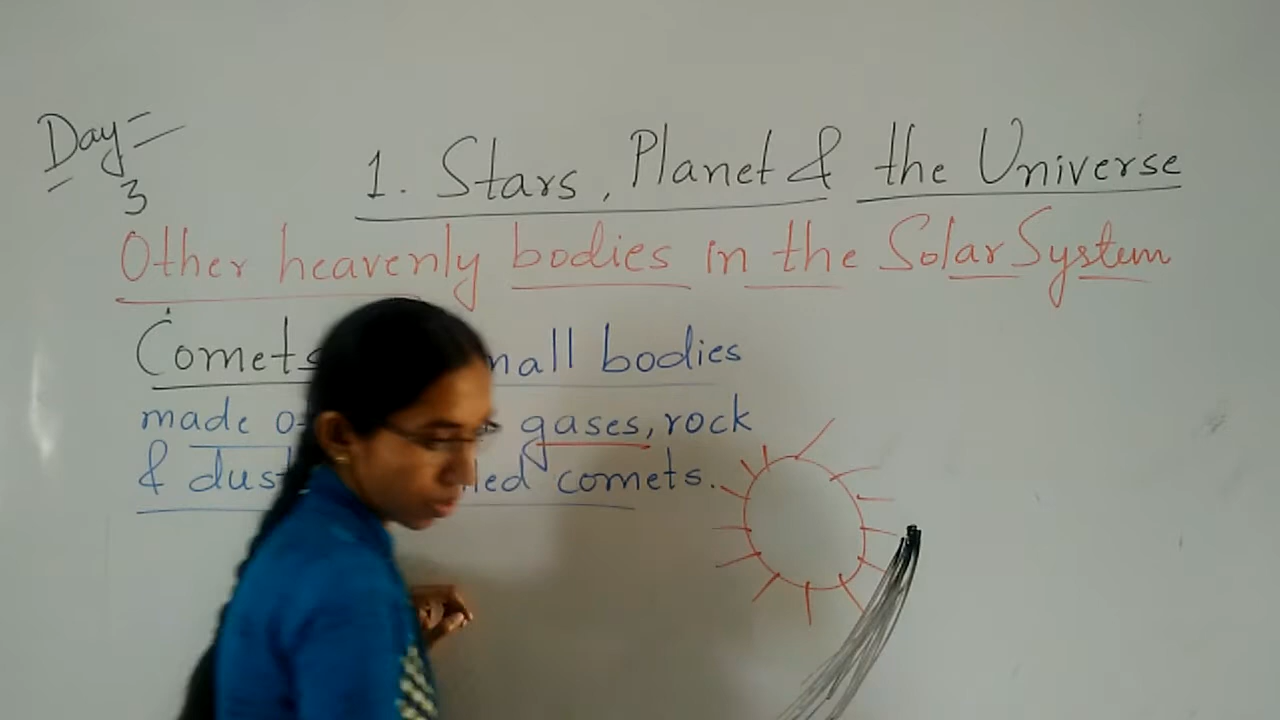 Day=
3
1. Stars, Planet & the Universe
Other heavenly bodies in the Solar System
Comets bodies
made gases, rock
& dust comets.